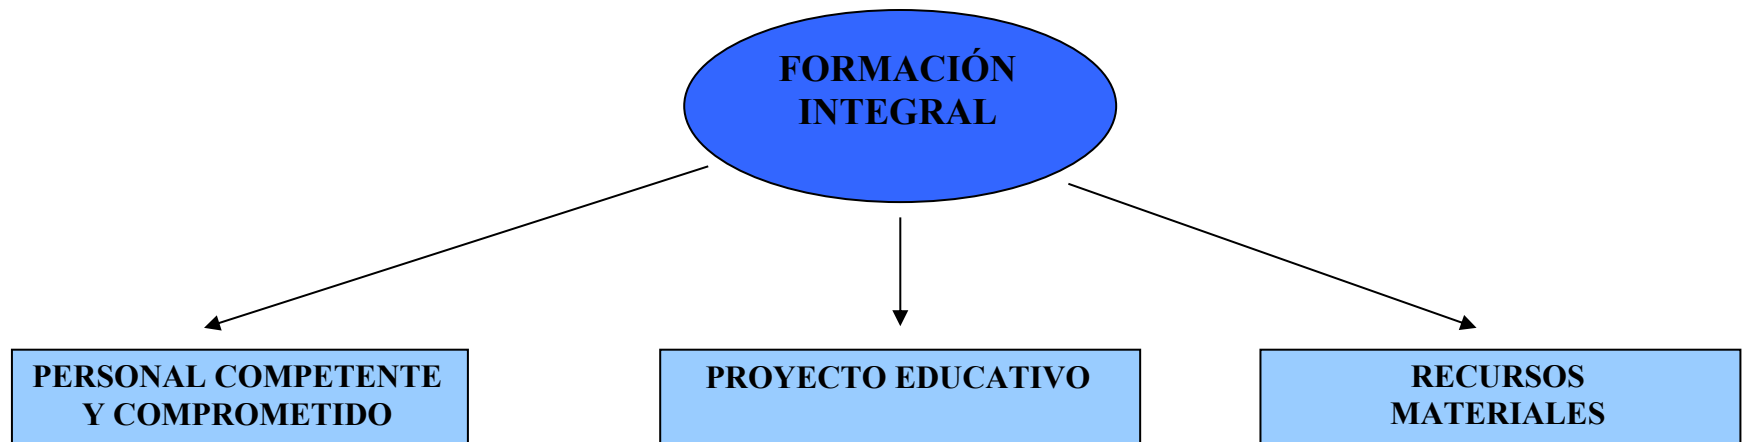 FORMACIÓN
INTEGRAL
PERSONAL COMPETENTE
Y COMPROMETIDO
PROYECTO EDUCATIVO
RECURSOS
MATERIALES